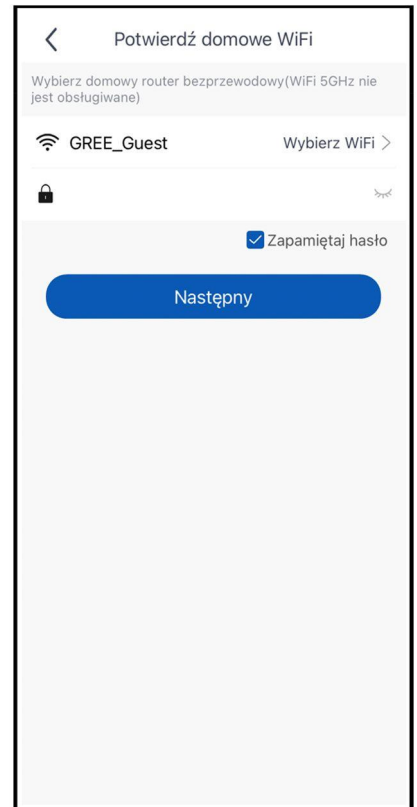 Potwierdź domowe WiFi
Wybierz domowy router bezprzewodowy(WiFi 5GHz nie
jest obsługiwane)
GREE_Guest Wybierz WiFi >
Zapamiętaj hasło
Następny